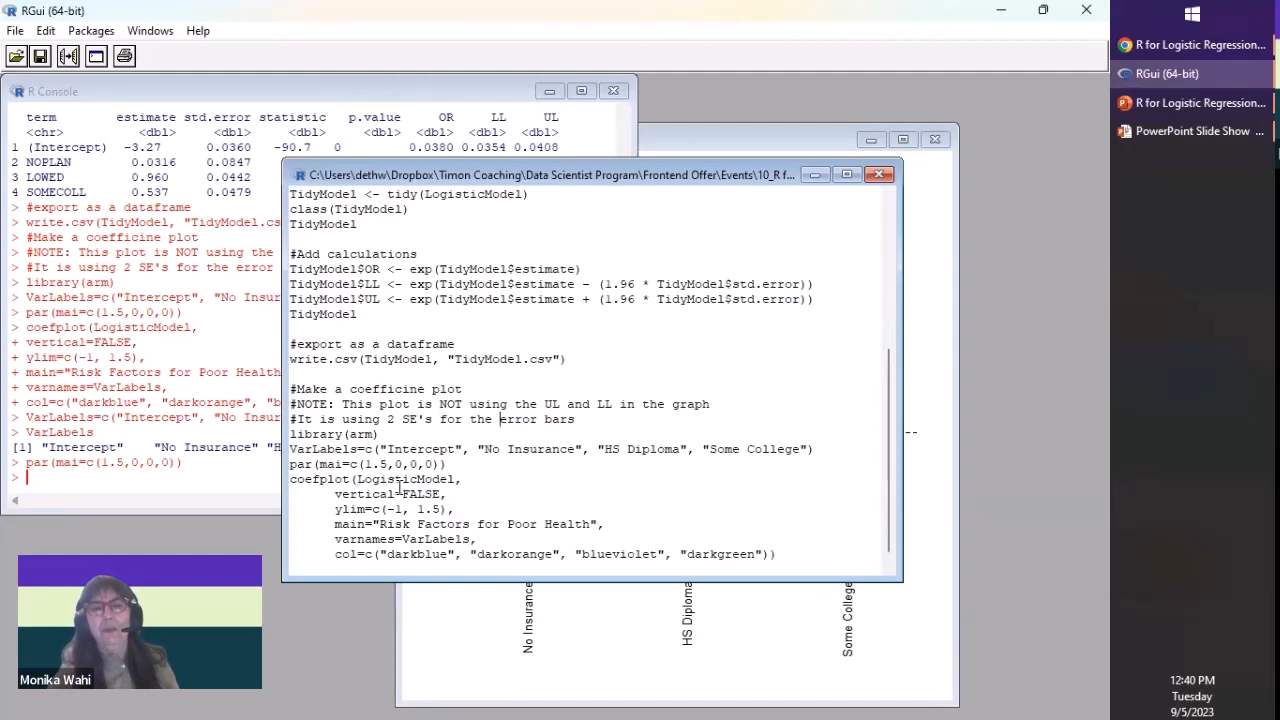 RGui (64-bit)
File Edit Packages Windows Help
R Console
term estimate std.error statistic p.value OR LL UL
<chr> <dbl> <dbl> <dbl> <dbl> <dbl> <dbl> <dbl>
1 (Intercept) -3.27 0.0360 -90.7 0 0.0380 0.0354 0.0408
2 NOPLAN 0.0316 0.0847
3 LOWED 0.960 0.0442
4 SOMECOLL 0.537 0.0479
> #export as a dataframe
> write.csv(TidyModel, "TidyModel.cs
> #Make a coefficine plot
> #NOTE: This plot is NOT using the
> #It is using 2 SE's for the error
> library(arm)
> VarLabels=c("Intercept", "No Insur
> par(mai=c(1.5,0,0,0))
> coefplot(LogisticModel,
+ vertical=FALSE,
+ ylim=c(-1, 1.5),
+ main="Risk Factors for Poor Health
+ varnames=VarLabels,
+ col=c("darkblue", "darkorange", "b
> VarLabels=c("Intercept", "No Insur
> VarLabels
[1] "Intercept" "No Insurance" "H
> par(mai=c(1.5,0,0,0))
>
C:\Users\dethw\Dropbox\Timon Coaching\Data Scientist Program\Frontend Offer\Events\10_R f...
TidyModel <- tidy(LogisticModel)
class(TidyModel)
TidyModel
#Add calculations
TidyModel$OR <- exp(TidyModel$estimate)
TidyModel$LL <- exp(TidyModel$estimate - (1.96 * TidyModel$std.error))
TidyModel$UL <- exp(TidyModel$estimate + (1.96 * TidyModel$std.error))
TidyModel
#export as a dataframe
write.csv(TidyModel, "TidyModel.csv")
#Make a coefficine plot
#NOTE: This plot is NOT using the UL and LL in the graph
#It is using 2 SE's for the error bars
library(arm)
VarLabels=c("Intercept", "No Insurance", "HS Diploma", "Some College")
par(mai=c(1.5,0,0,0))
coefplot(LogisticModel,
vertical=FALSE,
ylim=c(-1, 1.5),
main="Risk Factors for Poor Health",
varnames=VarLabels,
col=c("darkblue", "darkorange", "blueviolet", "darkgreen"))
No Insurance
HS Diploma
Some College
Monika Wahi
R for Logistic Regression...
RGui (64-bit)
R for Logistic Regression...
PowerPoint Slide Show ...
12:40 PM
Tuesday
9/5/2023